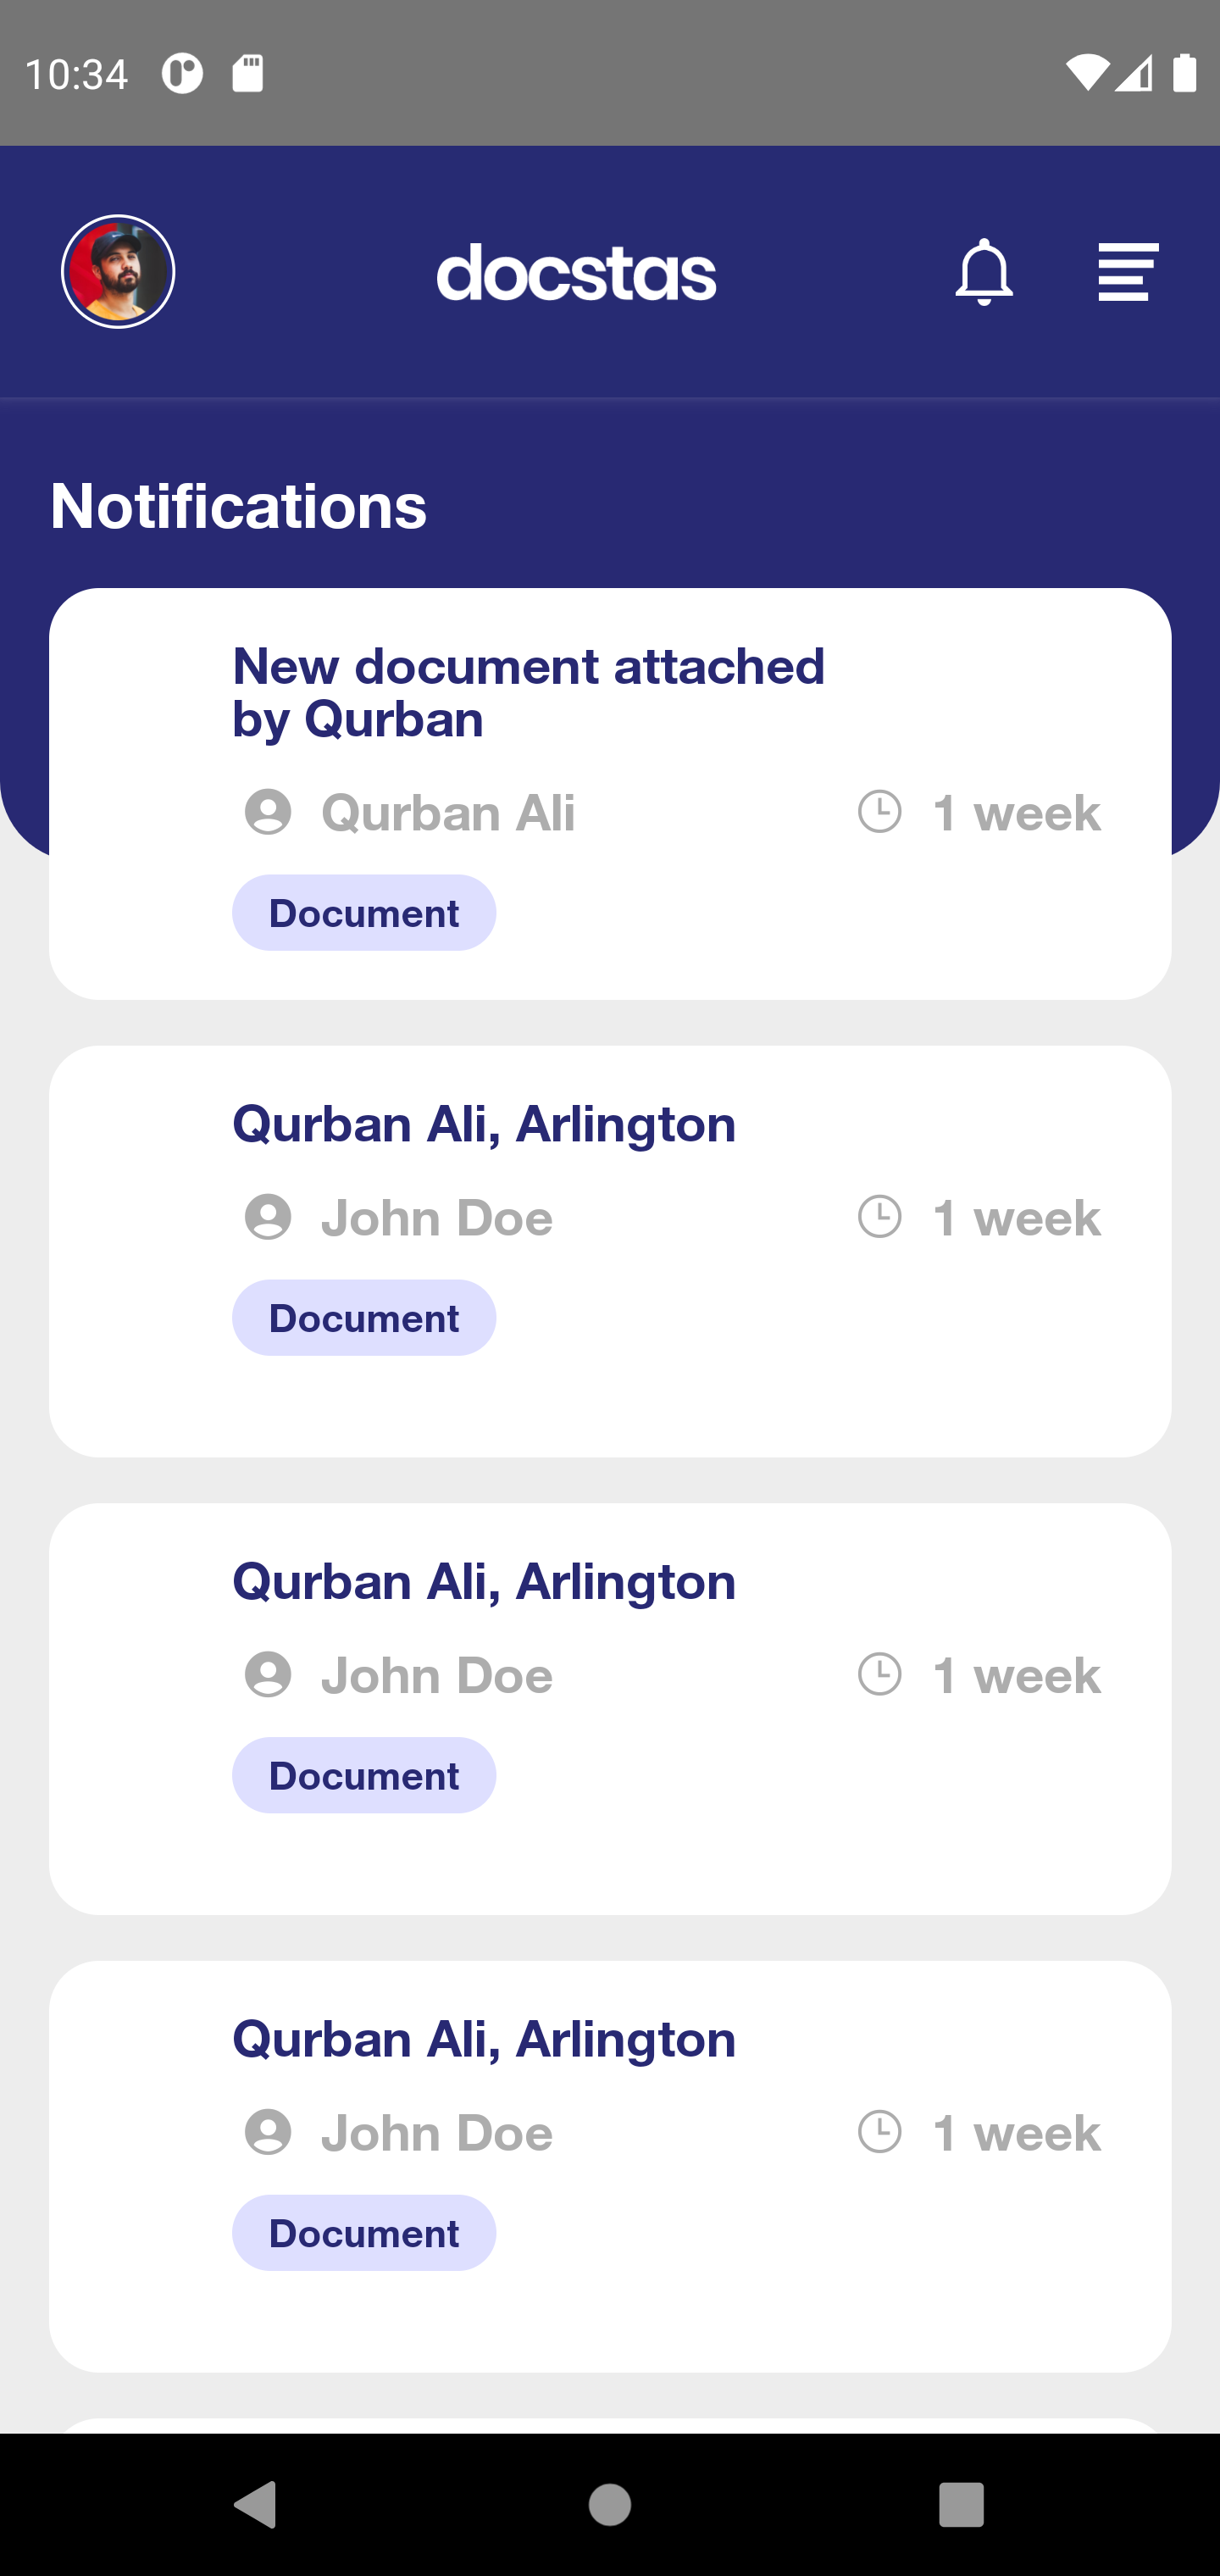 10:34
docstas
Notifications
New document attached
by Qurban
Qurban Ali 1 week
Document
Qurban Ali, Arlington
John Doe 1 week
Document
Qurban Ali, Arlington
John Doe 1 week
Document
Qurban Ali, Arlington
John Doe 1 week
Document